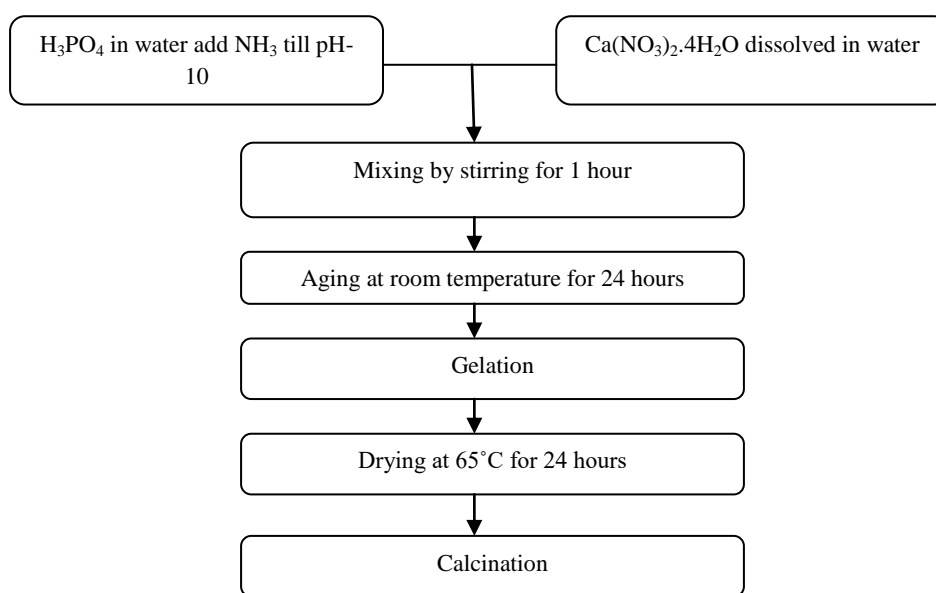 H₃PO₄ in water add NH₃ till pH-
10
Ca(NO₃)₂.4H₂O dissolved in water
Mixing by stirring for 1 hour
Aging at room temperature for 24 hours
Gelation
Drying at 65˚C for 24 hours
Calcination